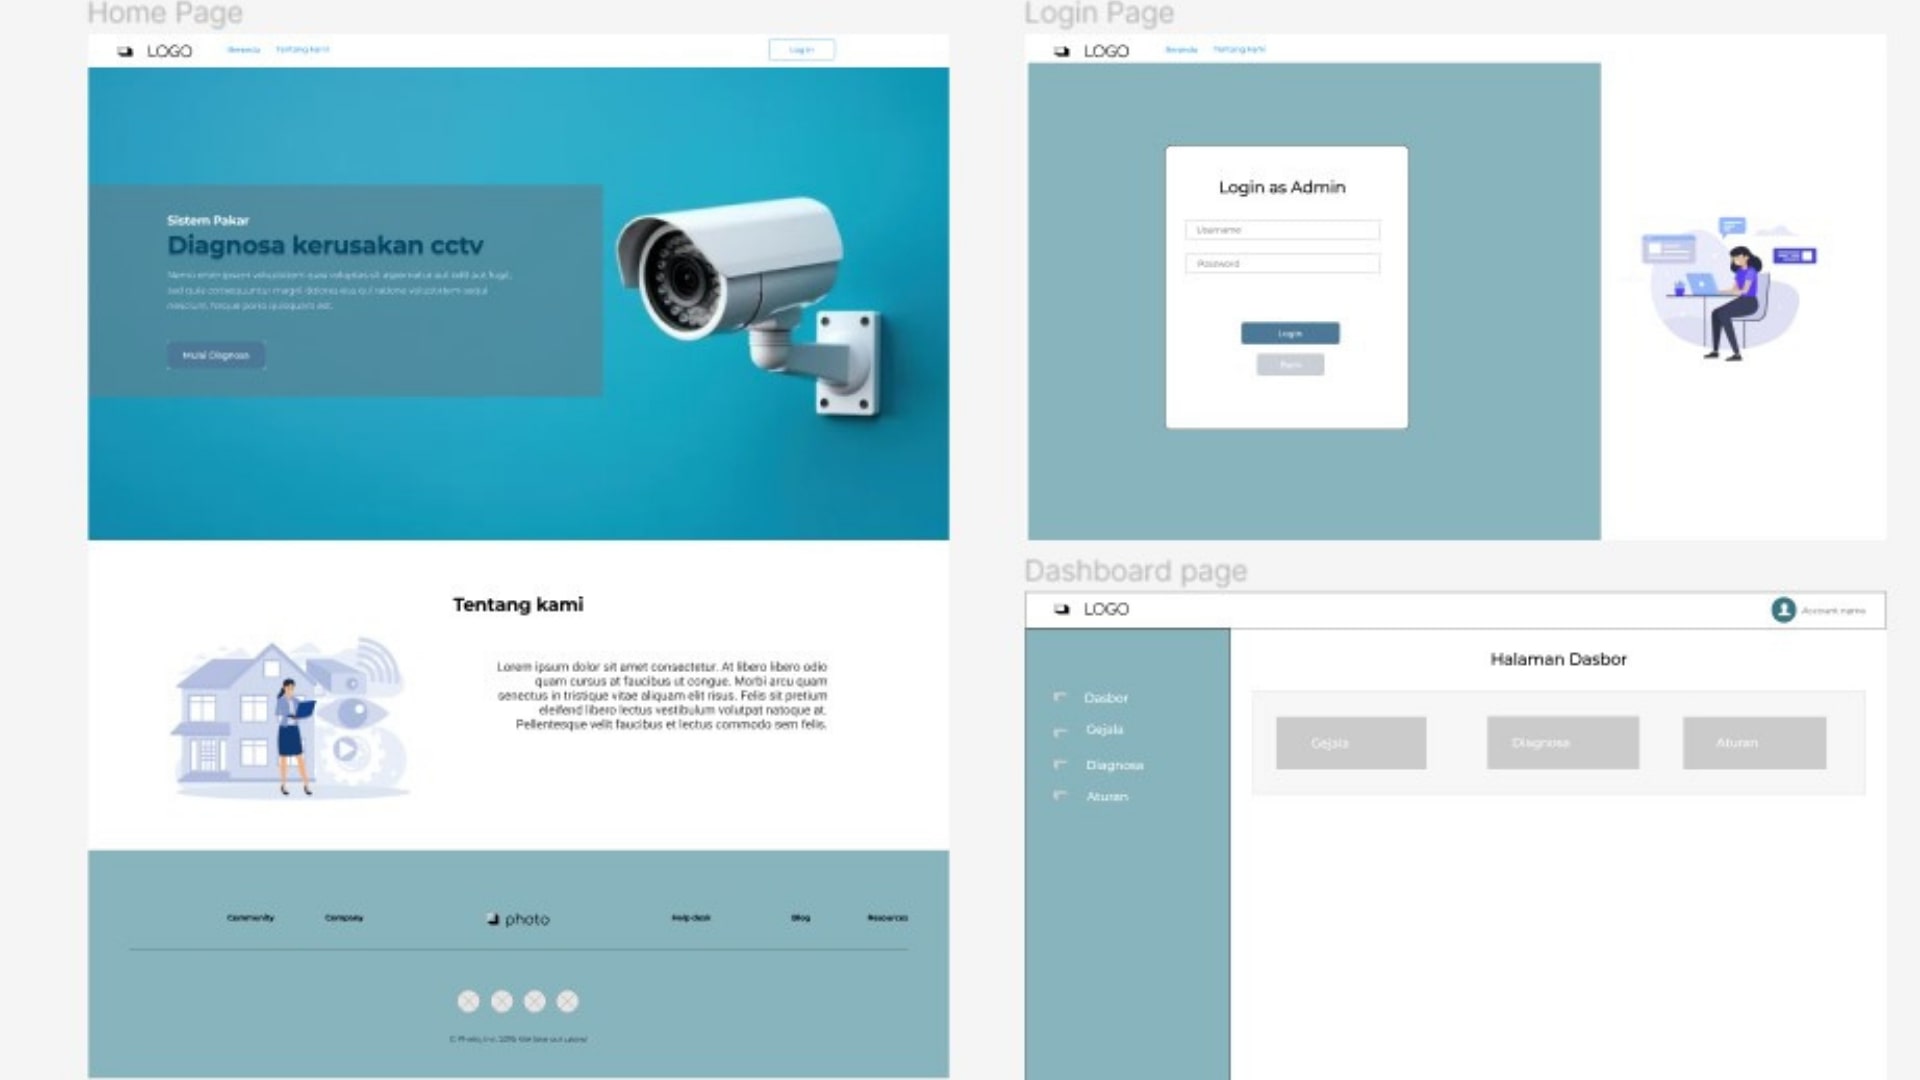 Home Page
LOGO
Beranda Tentang kami
Log in
Sistem Pakar
Diagnosa kerusakan cctv
Mulai Diagnosa
Tentang kami
Lorem ipsum dolor sit amet consectetur. At libero libero odio
quam cursus at faucibus ut congue. Morbi arcu quam
senectus in tristique vitae aliquam elit risus. Felis sit pretium
eleifend libero lectus vestibulum volutpat natoque at.
Pellentesque velit faucibus et lectus commodo sem felis.
Community Company photo Help desk Blog Resources
Login Page
LOGO
Beranda Tentang kami
Login as Admin
Username
Password
Login
Dashboard page
LOGO
Account name
Halaman Dasbor
Dasbor
Gejala
Diagnosa
Aturan
Gejala
Diagnosa
Aturan